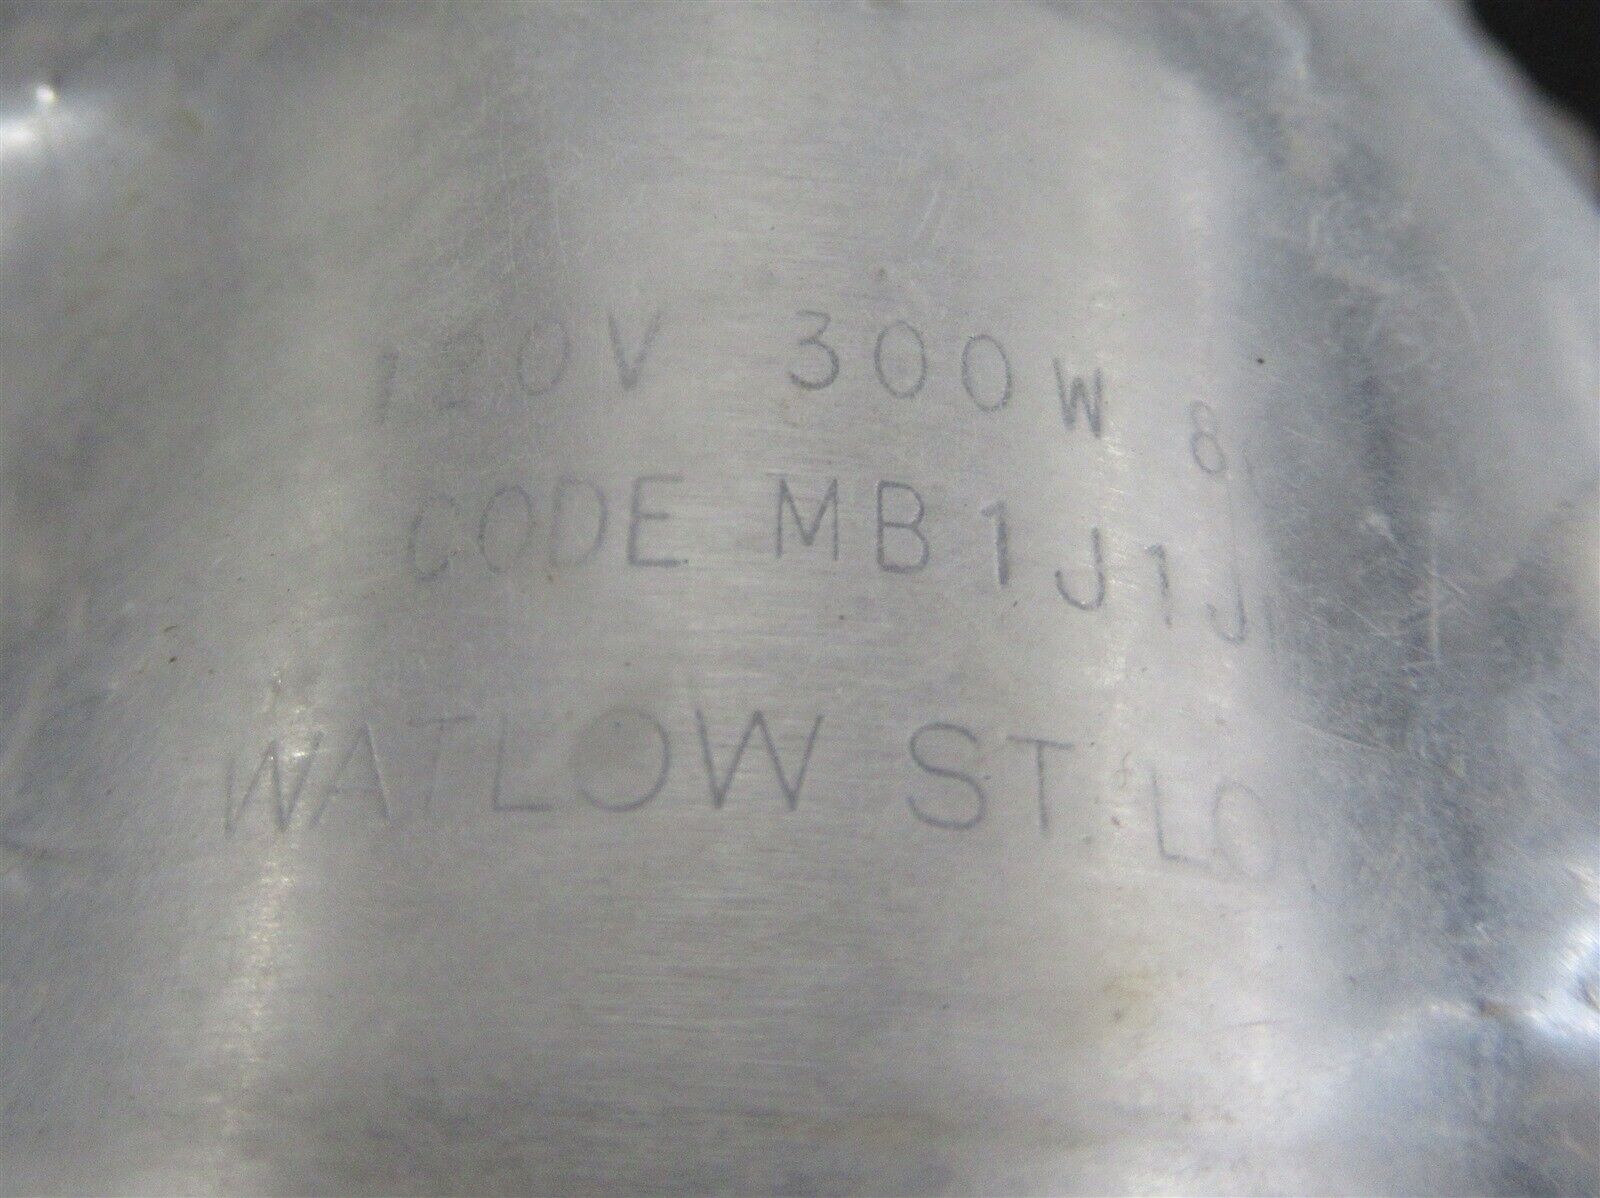 120V 300W 8
CODE MB1J1J
WATLOW ST LO